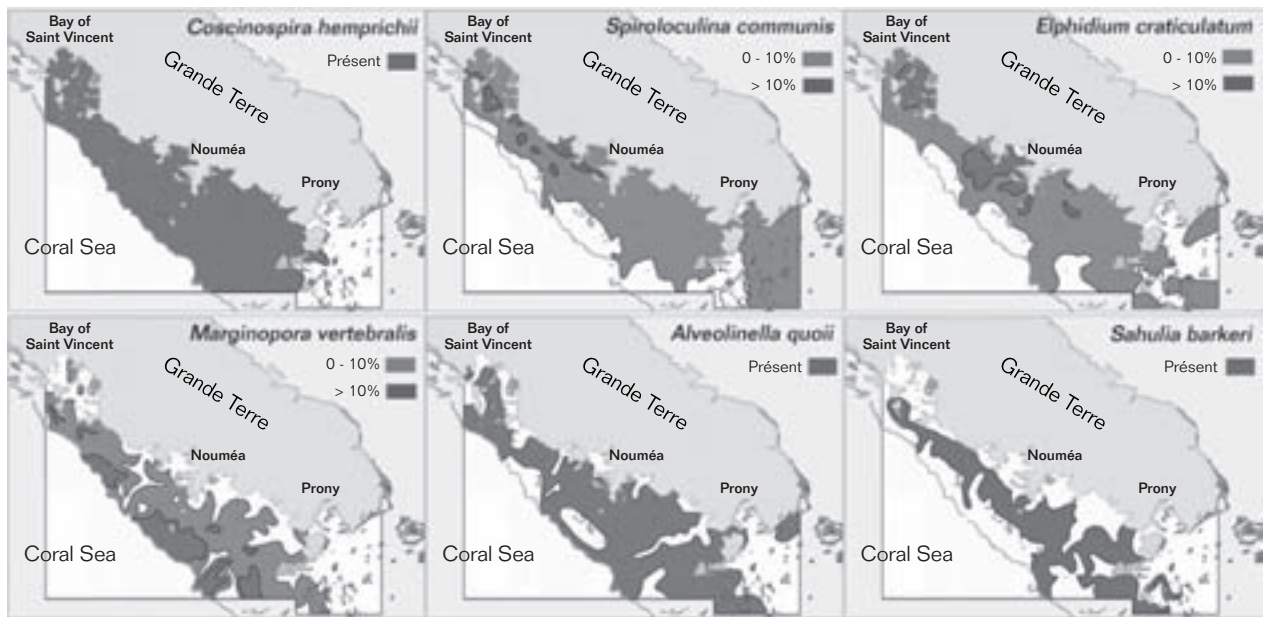 Bay of
Saint Vincent
Coscinospira hemprichii
Présent
Grande Terre
Nouméa
Prony
Coral Sea
Bay of
Saint Vincent
Spiroloculina communis
0 - 10%
> 10%
Grande Terre
Nouméa
Prony
Coral Sea
Bay of
Saint Vincent
Elphidium craticulatum
0 - 10%
> 10%
Grande Terre
Nouméa
Prony
Coral Sea
Bay of
Saint Vincent
Marginopora vertebralis
0 - 10%
> 10%
Grande Terre
Nouméa
Prony
Coral Sea
Bay of
Saint Vincent
Alveolinella quoii
Présent
Grande Terre
Nouméa
Prony
Coral Sea
Bay of
Saint Vincent
Sahulia barkeri
Présent
Grande Terre
Nouméa
Prony
Coral Sea